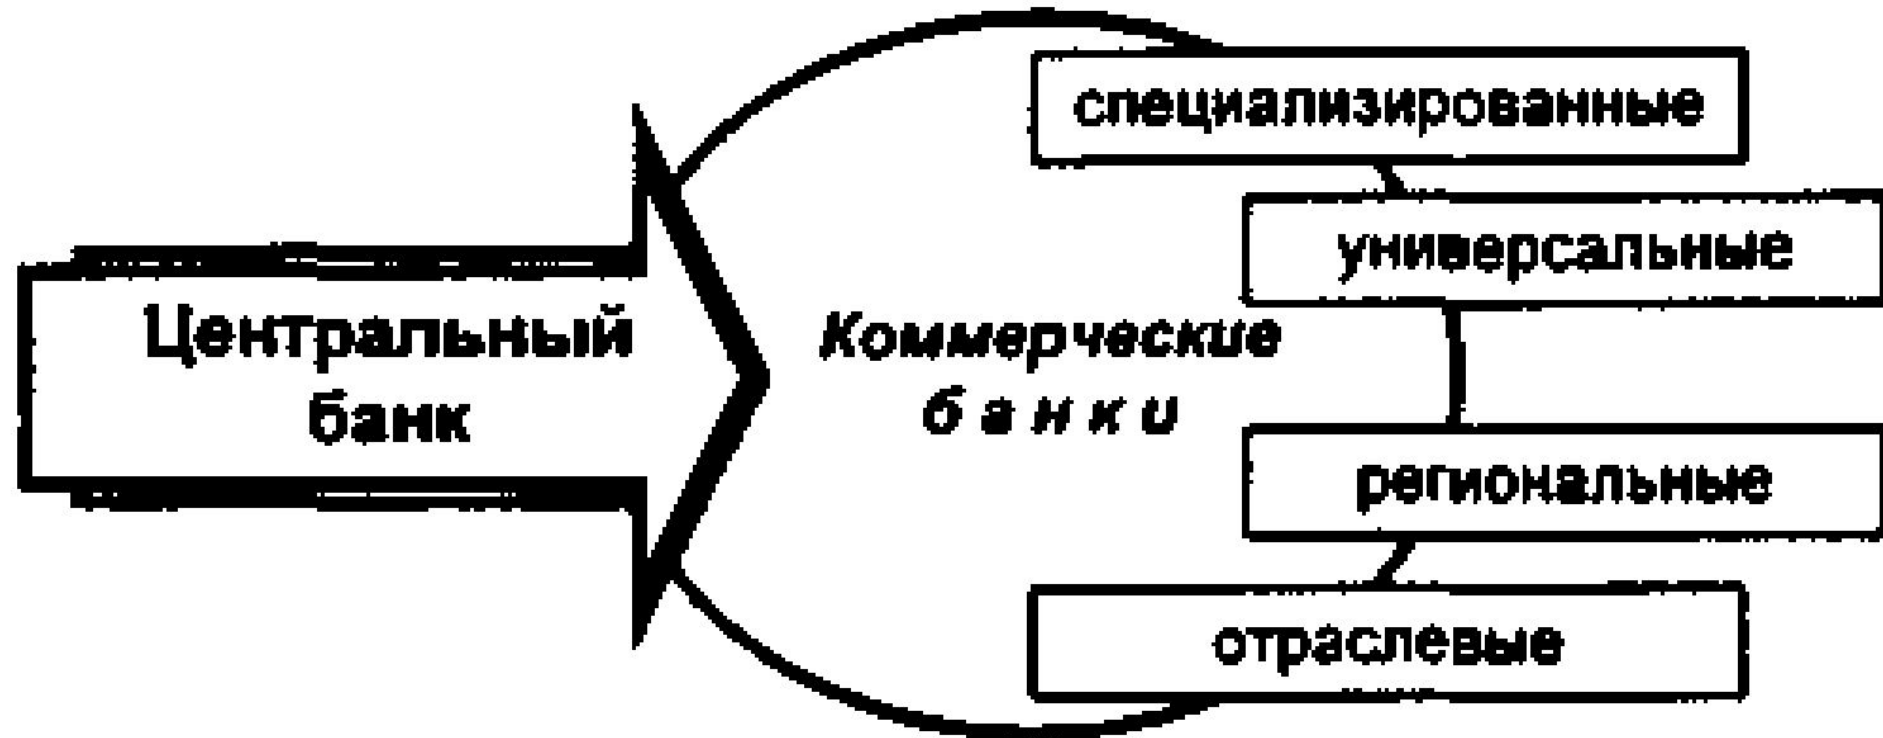 Центральный
банк
Коммерческие
банки
специализированные
универсальные
региональные
отраслевые